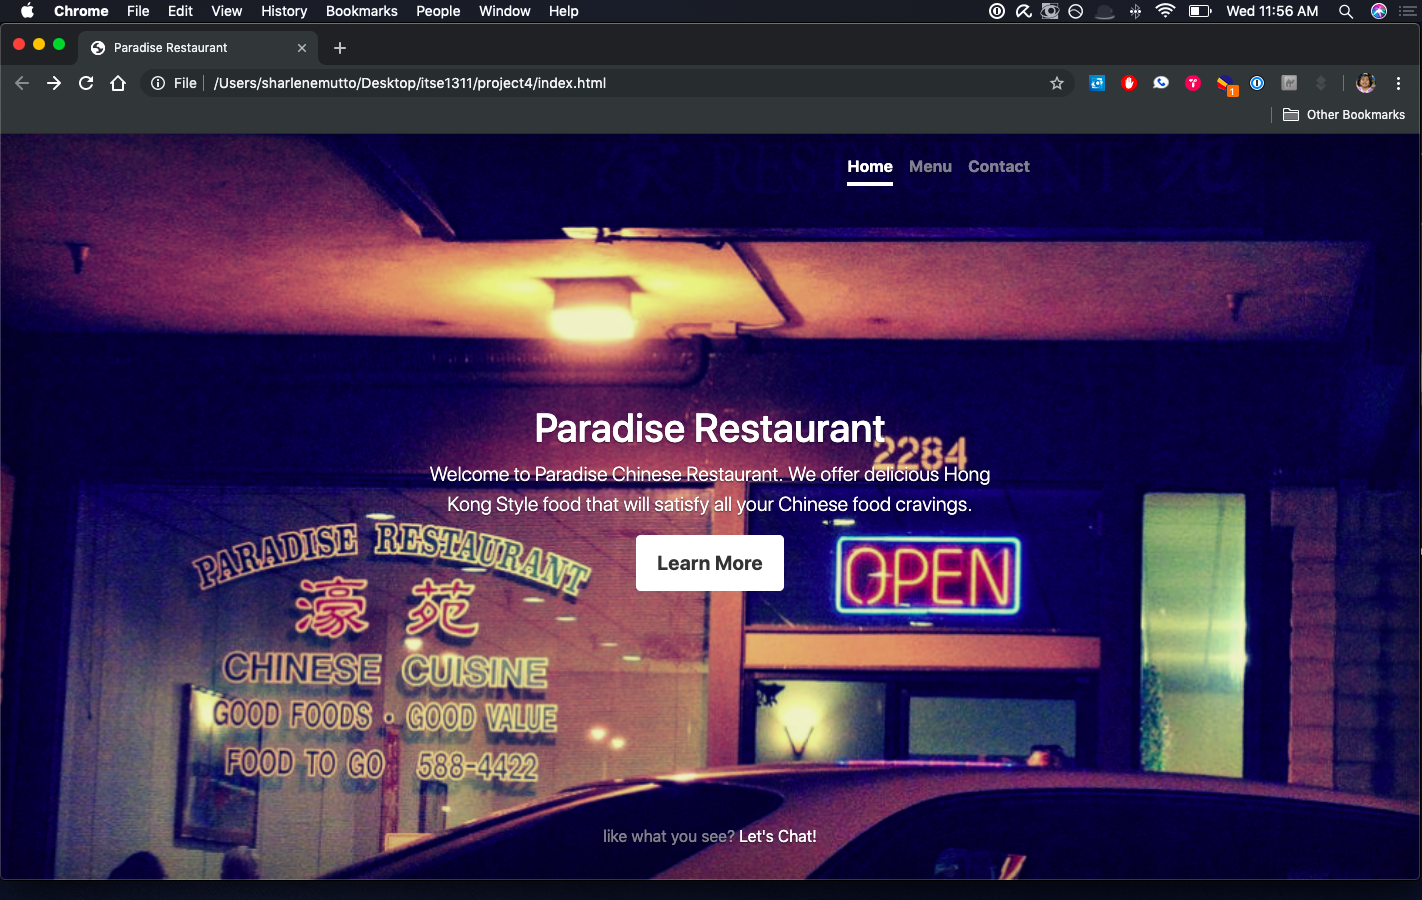 Chrome File Edit View History Bookmarks People Window Help Wed 11:56 AM
Paradise Restaurant
File /Users/sharlenemutto/Desktop/itse1311/project4/index.html
1
Other Bookmarks
Home Menu Contact
RESTAURANT 苑
Paradise Restaurant
2284
Welcome to Paradise Chinese Restaurant. We offer delicious Hong
Kong Style food that will satisfy all your Chinese food cravings.
Learn More
PARADISE RESTAURANT
OPEN
濠 苑
CHINESE CUISINE
GOOD FOODS · GOOD VALUE
FOOD TO GO 588-4422
like what you see? Let's Chat!